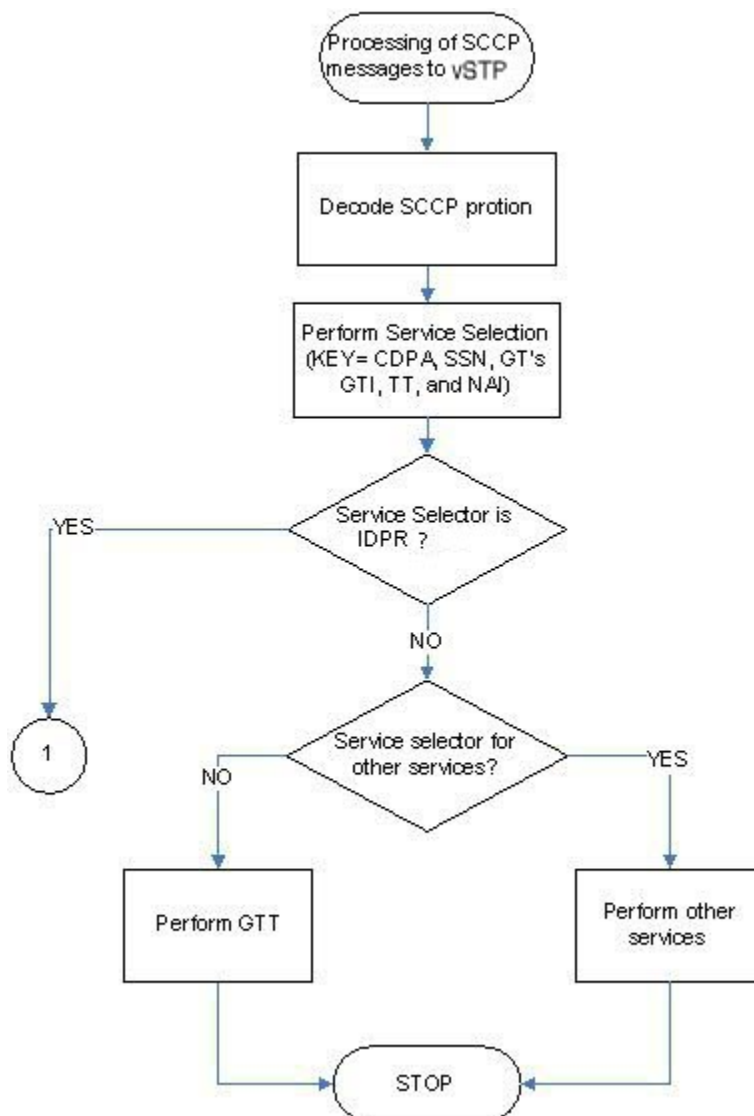 Processing of SCCP
messages to vSTP
Decode SCCP protion
Perform Service Selection
(KEY= CDPA, SSN, GT's
GTI, TT, and NAI)
Service Selector is
IDPR ?
YES
NO
1
Service selector for
other services?
NO
YES
Perform GTT
Perform other
services
STOP